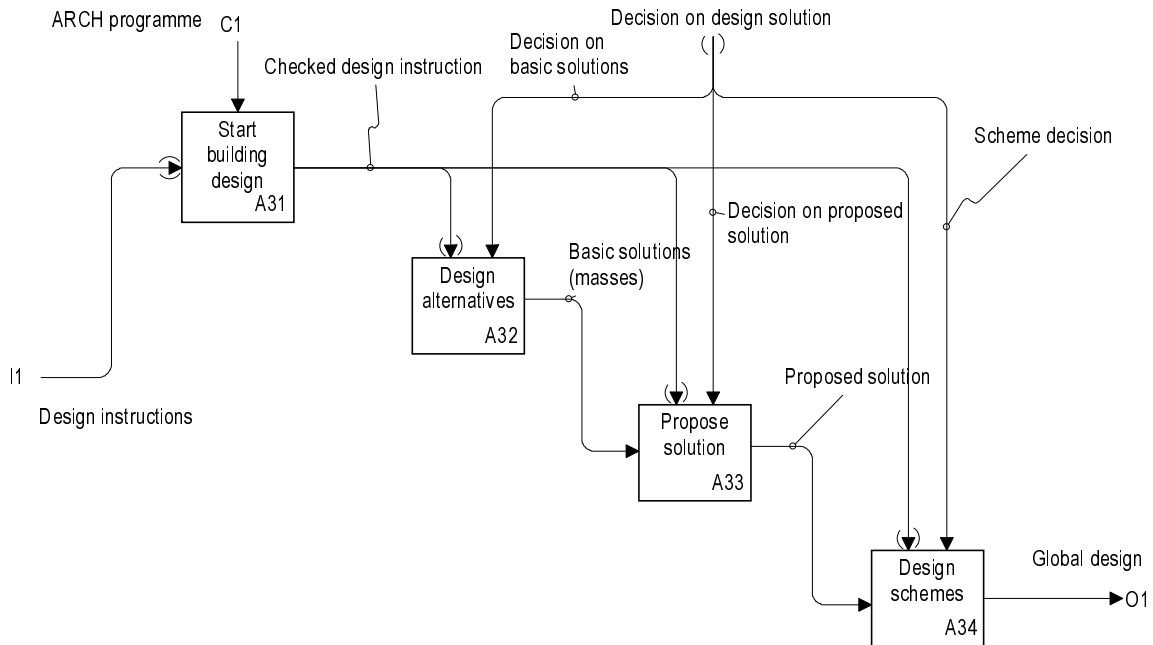 Decision on design solution
ARCH programme
C1
Decision on
basic solutions
Checked design instruction
Start
building
design
A31
Scheme decision
Decision on proposed
solution
Basic solutions
(masses)
Design
alternatives
A32
I1
Design instructions
Proposed solution
Propose
solution
A33
Global design
Design
schemes
A34
O1